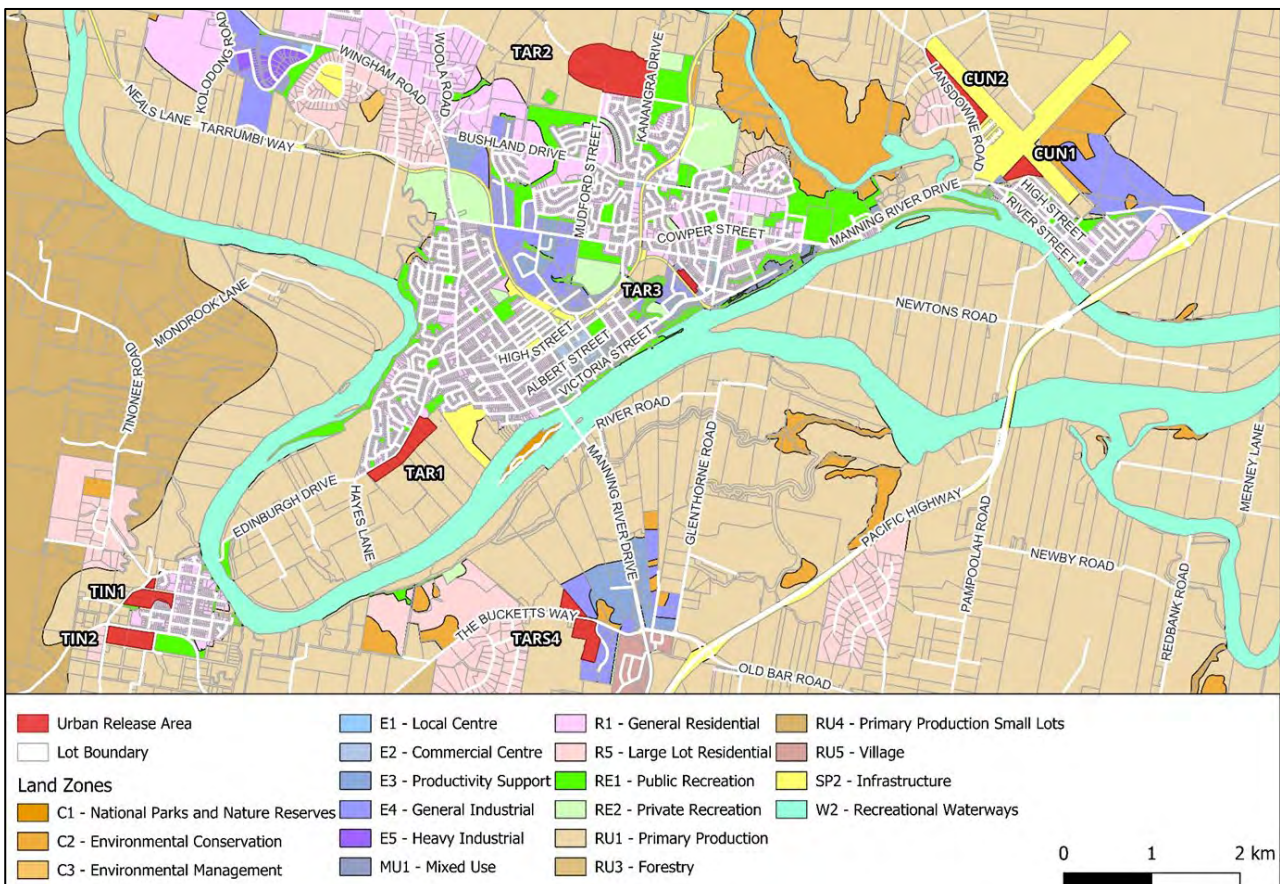 KOLODONG ROAD
WINGHAM ROAD
WOOLA ROAD
TAR2
KANANGRA DRIVE
CUN2
LANSDOWNE ROAD
NEALS LANE
TARRUMBI WAY
BUSHLAND DRIVE
MUDFORD STREET
CUN1
HIGH STREET
RIVER STREET
MANNING RIVER DRIVE
COWPER STREET
MONDROOK LANE
TAR3
NEWTONS ROAD
TINONEE ROAD
HIGH STREET
ALBERT STREET
VICTORIA STREET
RIVER ROAD
TAR1
EDINBURGH DRIVE
HAYES LANE
MANNING RIVER DRIVE
GLENTHORNE ROAD
PACIFIC HIGHWAY
PAMPOOLAH ROAD
MERNEY LANE
NEWBY ROAD
REDBANK ROAD
TIN1
TIN2
THE BUCKETTS WAY
TARS4
OLD BAR ROAD
Urban Release Area
Lot Boundary
Land Zones
C1 - National Parks and Nature Reserves
C2 - Environmental Conservation
C3 - Environmental Management
E1 - Local Centre
E2 - Commercial Centre
E3 - Productivity Support
E4 - General Industrial
E5 - Heavy Industrial
MU1 - Mixed Use
R1 - General Residential
R5 - Large Lot Residential
RE1 - Public Recreation
RE2 - Private Recreation
RU1 - Primary Production
RU3 - Forestry
RU4 - Primary Production Small Lots
RU5 - Village
SP2 - Infrastructure
W2 - Recreational Waterways
0 1 2 km